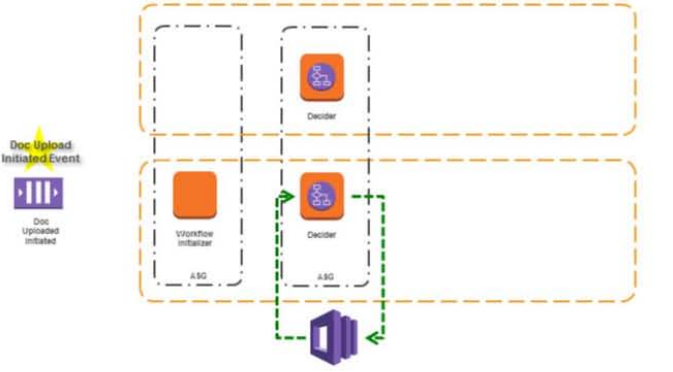 Doc Upload
Initiated Event
Doc
Uploaded
Initiated
Workflow
Initializer
ASG
Decider
Decider
ASG